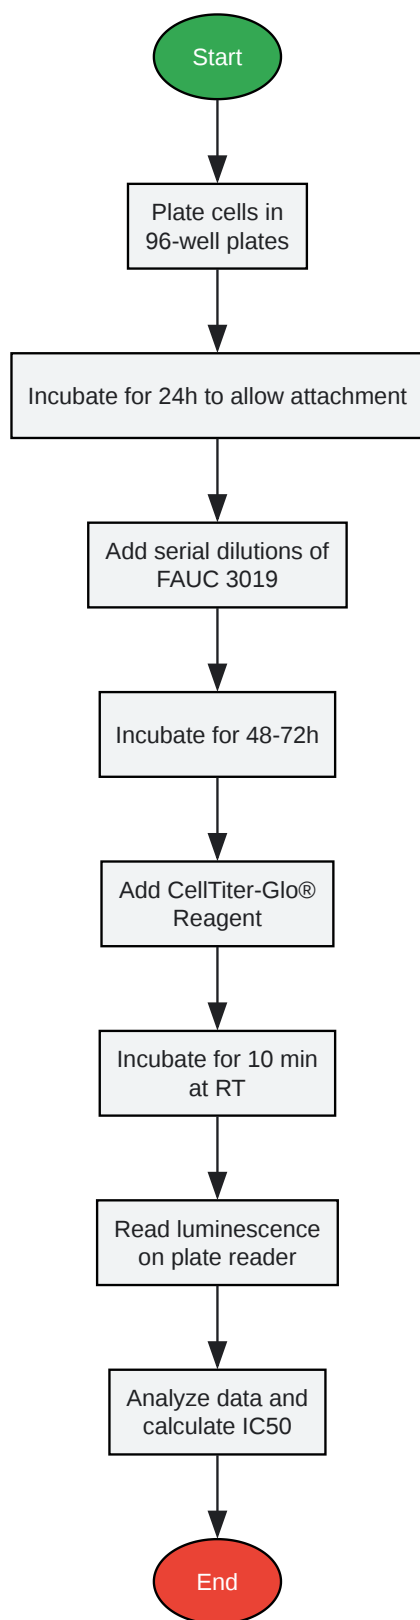 Start
Plate cells in
96-well plates
Incubate for 24h to allow attachment
Add serial dilutions of
FAUC 3019
Incubate for 48-72h
Add CellTiter-Glo®
Reagent
Incubate for 10 min
at RT
Read luminescence
on plate reader
Analyze data and
calculate IC50
End